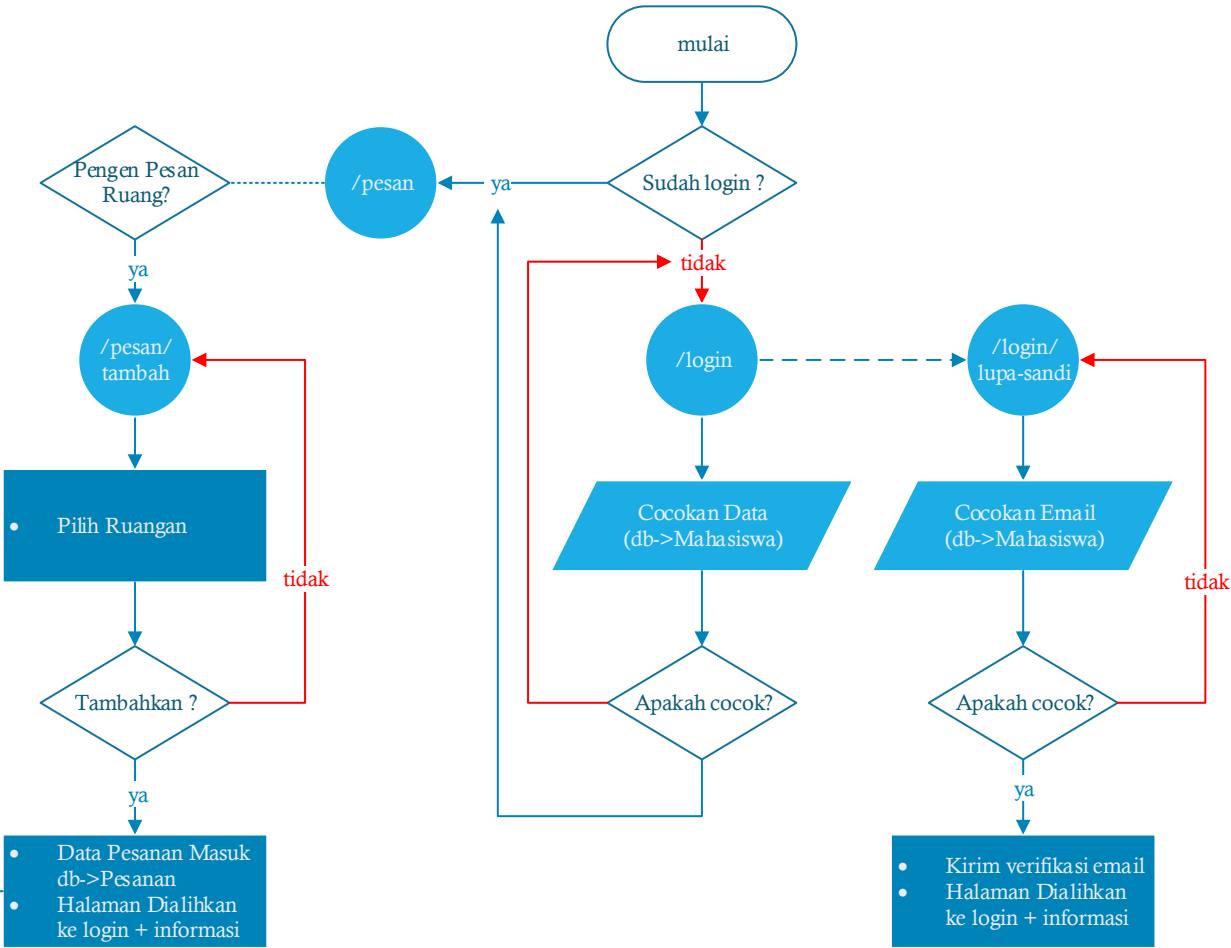 mulai
Pengen Pesan
Ruang?
/pesan
ya
Sudah login ?
ya
tidak
/pesan/
tambah
/login
/login/
lupa-sandi
• Pilih Ruangan
Cocokan Data
(db->Mahasiswa)
Cocokan Email
(db->Mahasiswa)
tidak
tidak
Tambahkan ?
Apakah cocok?
Apakah cocok?
ya
ya
• Data Pesanan Masuk
db->Pesanan
• Halaman Dialihkan
ke login + informasi
• Kirim verifikasi email
• Halaman Dialihkan
ke login + informasi